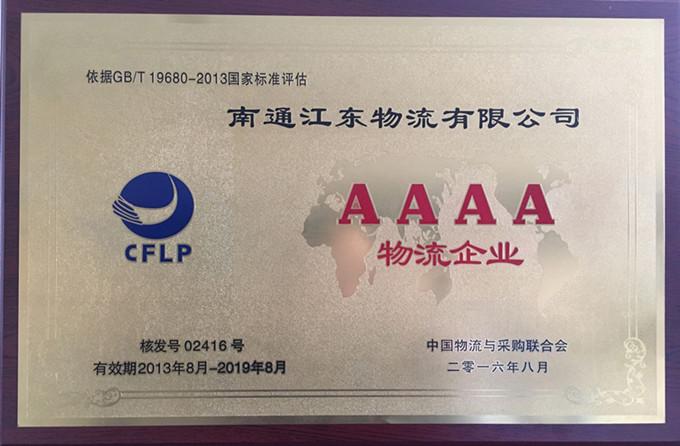 依据GB/T 19680-2013国家标准评估
南通江东物流有限公司
CFLP
AAAA
物流企业
核发号 02416 号
有效期2013年8月-2019年8月
中国物流与采购联合会
二零一六年八月